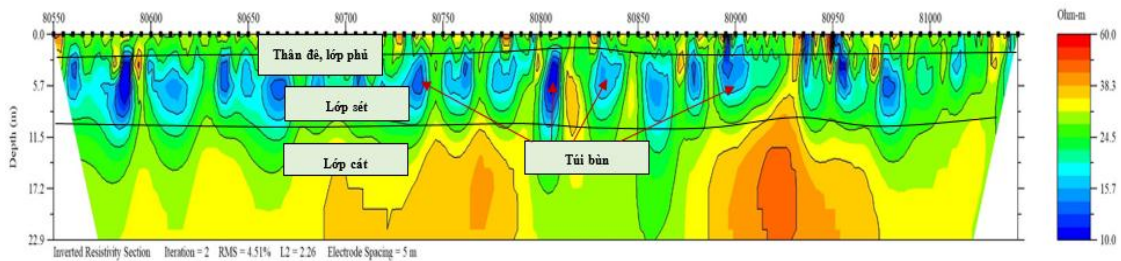 80550 80600 80650 80700 80750 80800 80850 80900 80950 81000
Ohm-m
0.0
5.7
11.5
17.2
22.9
Depth (m)
Thân đê, lớp phủ
Lớp sét
Lớp cát
Túi bùn
60.0
38.3
24.5
15.7
10.0
Inverted Resistivity Section Iteration = 2 RMS = 4.51% L2 = 2.26 Electrode Spacing = 5 m